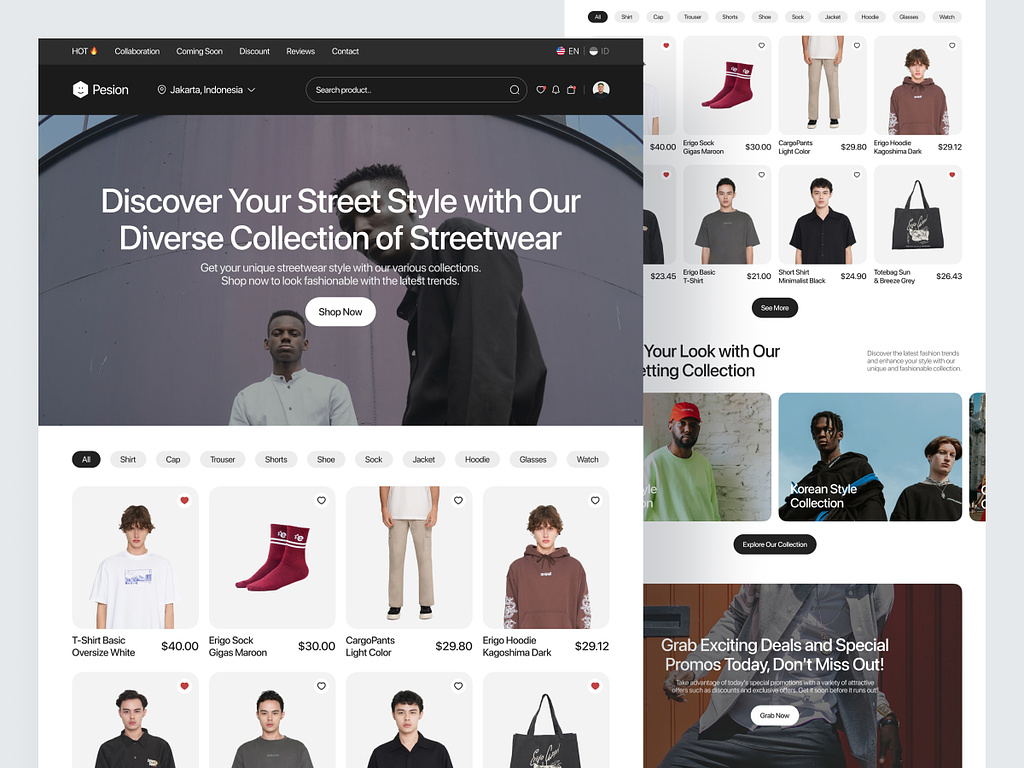 HOT🔥 Collaboration Coming Soon Discount Reviews Contact EN ID
Pesion Jakarta, Indonesia Search product..
Discover Your Street Style with Our
Diverse Collection of Streetwear
Get your unique streetwear style with our various collections.
Shop now to look fashionable with the latest trends.
Shop Now
All Shirt Cap Trouser Shorts Shoe Sock Jacket Hoodie Glasses Watch
T-Shirt Basic
Oversize White
$40.00
Erigo Sock
Gigas Maroon
$30.00
CargoPants
Light Color
$29.80
Erigo Hoodie
Kagoshima Dark
$29.12
All Shirt Cap Trouser Shorts Shoe Sock Jacket Hoodie Glasses Watch
$40.00
Erigo Sock
Gigas Maroon
$30.00
CargoPants
Light Color
$29.80
Erigo Hoodie
Kagoshima Dark
$29.12
$23.45
Erigo Basic
T-Shirt
$21.00
Short Shirt
Minimalist Black
$24.90
Totebag Sun
& Breeze Grey
$26.43
See More
Your Look with Our
etting Collection
Discover the latest fashion trends
and enhance your style with our
unique and fashionable collection.
yle
Collection
Korean Style
Collection
Explore Our Collection
Grab Exciting Deals and Special
Promos Today, Don't Miss Out!
Take advantage of today's special promotions with a variety of attractive
offers such as discounts and exclusive offers. Get it soon before it runs out!
Grab Now